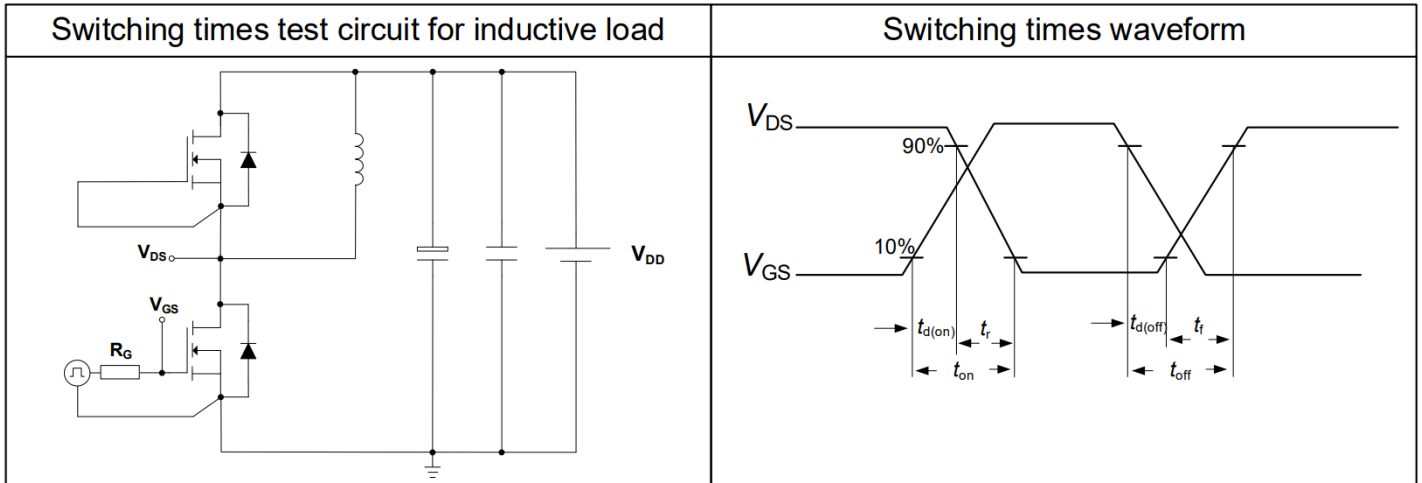 Switching times test circuit for inductive load
Switching times waveform
VDS
VGS
RG
VDD
VDS
90%
10%
VGS
td(on)
tr
ton
td(off)
tf
toff